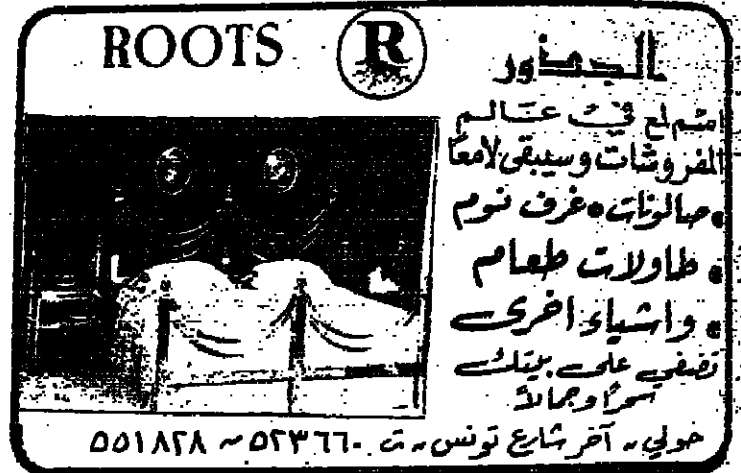 ROOTS
R
الجذور
اسم لمع في عالم
المفروشات وسيبقى لامعاً
• صالونات • غرف نوم
• طاولات طعام
• واشياء اخرى
تضفي على بيتك
سحراً وجمالاً
حولي - آخر شارع تونس - ت ٥٢٣٦٦٠ ~ ٥٥١٨٢٨